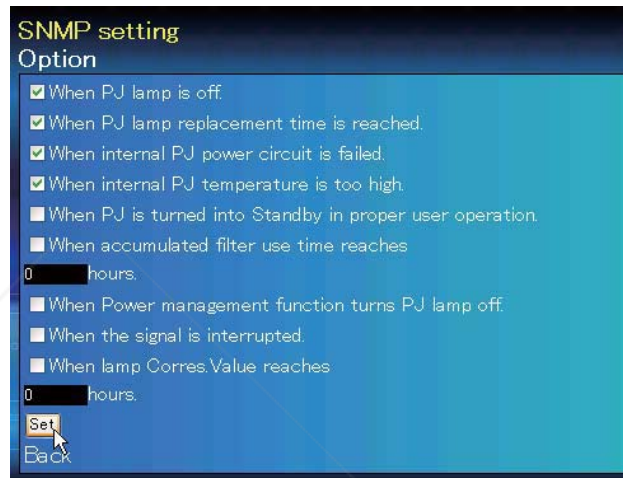 SNMP setting
Option
When PJ lamp is off.
When PJ lamp replacement time is reached.
When internal PJ power circuit is failed.
When internal PJ temperature is too high.
When PJ is turned into Standby in proper user operation.
When accumulated filter use time reaches
0 hours.
When Power management function turns PJ lamp off.
When the signal is interrupted.
When lamp Corres.Value reaches
0 hours.
Set
Back